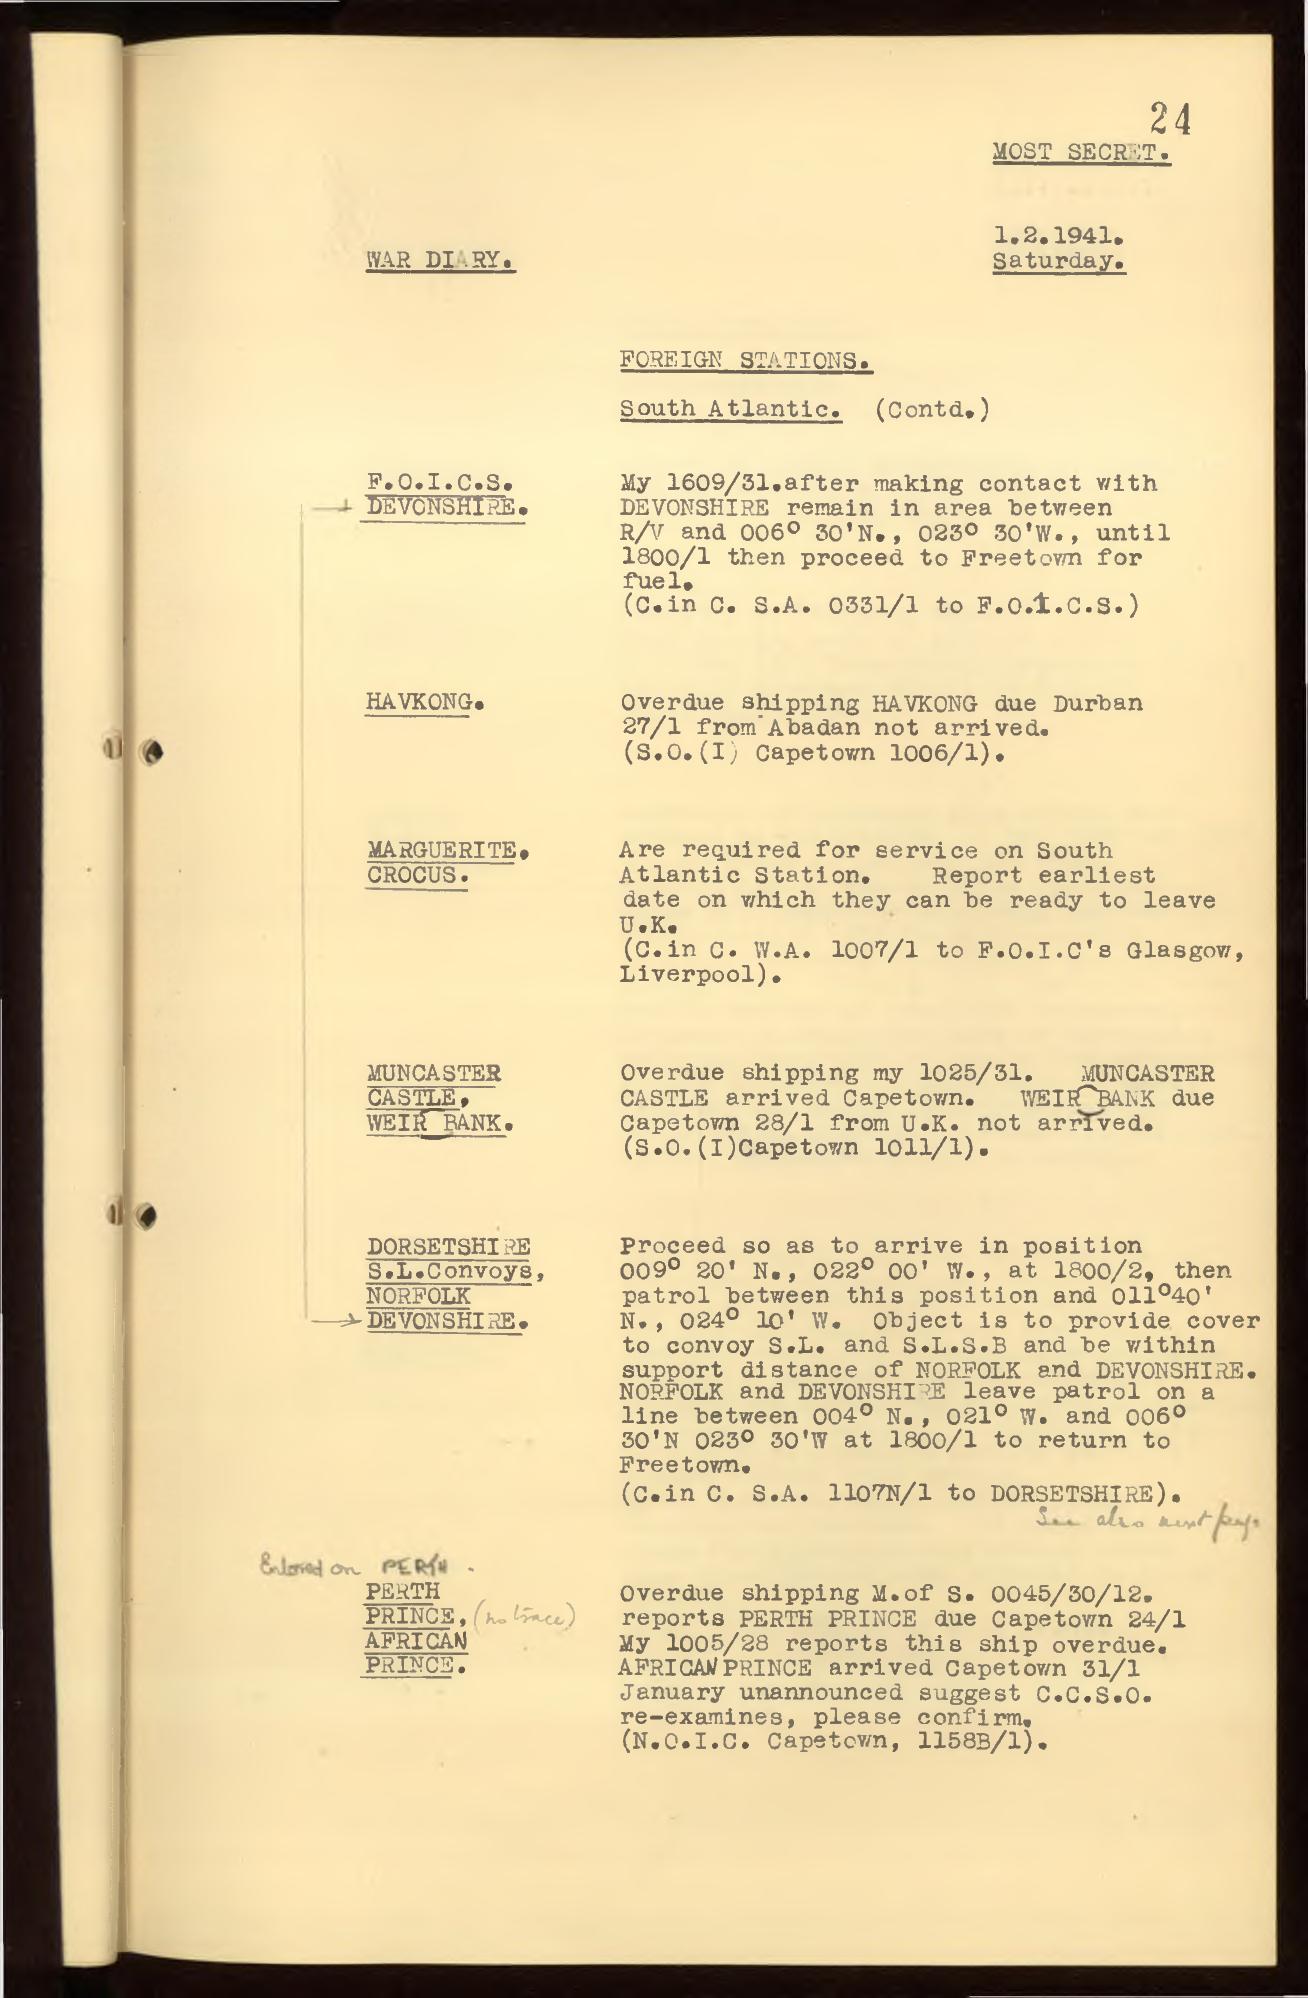 24
MOST SECRET.
1.2.1941.
Saturday.
WAR DIARY.
FOREIGN STATIONS.
South Atlantic. (Contd.)
F.O.I.C.S.
DEVONSHIRE.
My 1609/31.after making contact with
DEVONSHIRE remain in area between
R/V and 006° 30'N., 023° 30'W., until
1800/1 then proceed to Freetown for
fuel.
(C.in C. S.A. 0331/1 to F.O.I.C.S.)
HAVKONG.
Overdue shipping HAVKONG due Durban
27/1 from Abadan not arrived.
(S.O.(I) Capetown 1006/1).
MARGUERITE.
CROCUS.
Are required for service on South
Atlantic Station. Report earliest
date on which they can be ready to leave
U.K.
(C.in C. W.A. 1007/1 to F.O.I.C's Glasgow,
Liverpool).
MUNCASTER
CASTLE,
WEIR BANK.
Overdue shipping my 1025/31. MUNCASTER
CASTLE arrived Capetown. WEIR BANK due
Capetown 28/1 from U.K. not arrived.
(S.O.(I)Capetown 1011/1).
DORSETSHIRE
S.L.Convoys,
NORFOLK
DEVONSHIRE.
Proceed so as to arrive in position
009° 20' N., 022° 00' W., at 1800/2, then
patrol between this position and 011°40'
N., 024° 10' W. Object is to provide cover
to convoy S.L. and S.L.S.B and be within
support distance of NORFOLK and DEVONSHIRE.
NORFOLK and DEVONSHIRE leave patrol on a
line between 004° N., 021° W. and 006°
30'N 023° 30'W at 1800/1 to return to
Freetown.
(C.in C. S.A. 1107N/1 to DORSETSHIRE).
See also next page
Entered on PERTH.
PERTH
PRINCE, (no trace)
AFRICAN
PRINCE.
Overdue shipping M.of S. 0045/30/12.
reports PERTH PRINCE due Capetown 24/1
My 1005/28 reports this ship overdue.
AFRICAN PRINCE arrived Capetown 31/1
January unannounced suggest C.C.S.O.
re-examines, please confirm.
(N.O.I.C. Capetown, 1158B/1).